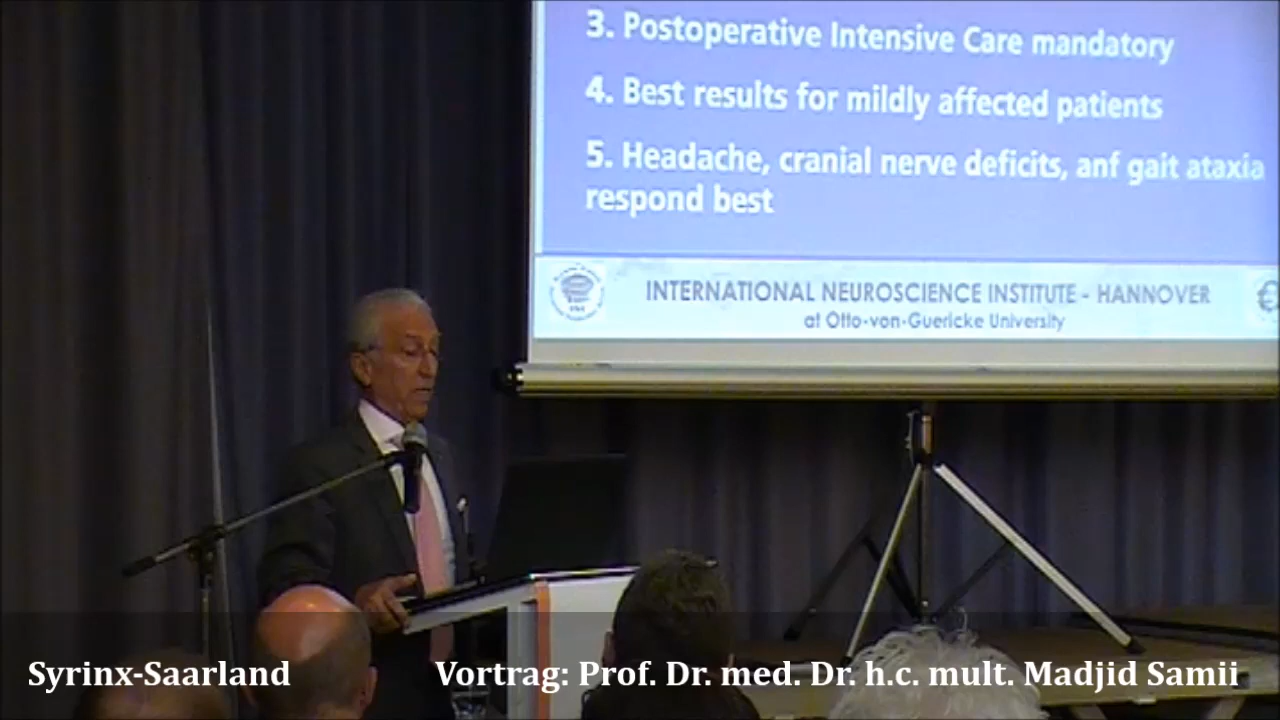 3. Postoperative Intensive Care mandatory
4. Best results for mildly affected patients
5. Headache, cranial nerve deficits, anf gait ataxia
respond best
INTERNATIONAL NEUROSCIENCE INSTITUTE - HANNOVER
at Otto-von-Guericke University
Syrinx-Saarland
Vortrag: Prof. Dr. med. Dr. h.c. mult. Madjid Samii